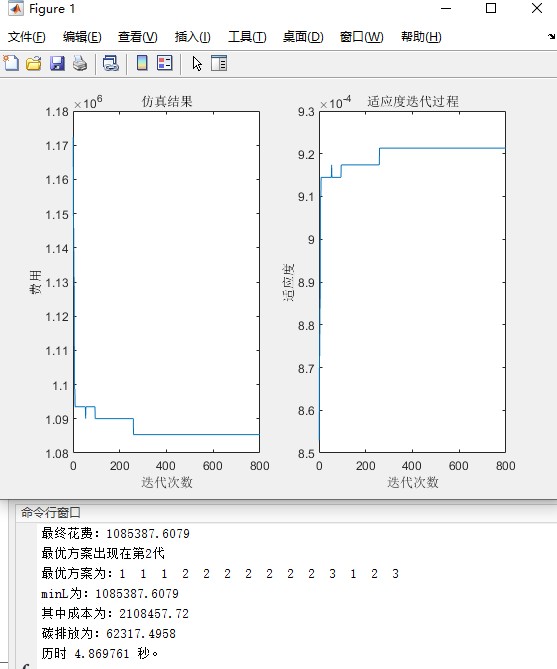 Figure 1
文件(F) 编辑(E) 查看(V) 插入(I) 工具(T) 桌面(D) 窗口(W) 帮助(H)
×10⁶ 仿真结果
1.18
1.17
1.16
1.15
1.14
1.13
1.12
1.11
1.1
1.09
1.08
费用
0 200 400 600 800
迭代次数
×10⁻⁴ 适应度迭代过程
9.3
9.2
9.1
9
8.9
8.8
8.7
8.6
8.5
适应度
0 200 400 600 800
迭代次数
命令行窗口
最终花费：1085387.6079
最优方案出现在第2代
最优方案为：1 1 1 2 2 2 2 2 2 2 3 1 2 3
minL为：1085387.6079
其中成本为：2108457.72
碳排放为：62317.4958
历时 4.869761 秒。